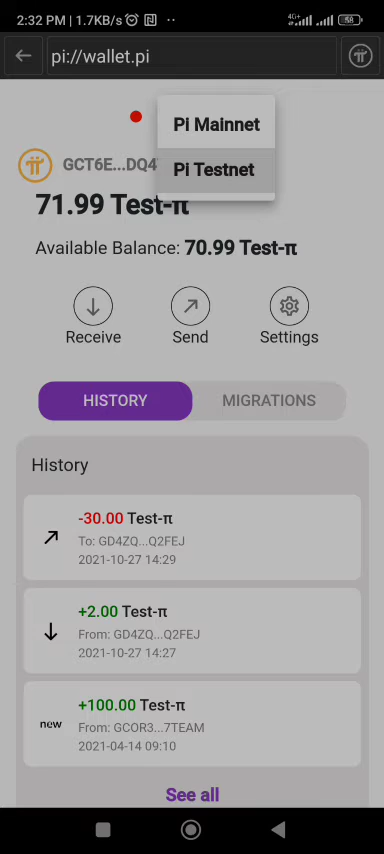 2:32 PM | 1.7KB/s
4G+
pi://wallet.pi
Pi Mainnet
Pi Testnet
GCT6E...DQ4
71.99 Test-π
Available Balance: 70.99 Test-π
Receive Send Settings
HISTORY MIGRATIONS
History
-30.00 Test-π
To: GD4ZQ...Q2FEJ
2021-10-27 14:29
+2.00 Test-π
From: GD4ZQ...Q2FEJ
2021-10-27 14:27
new
+100.00 Test-π
From: GCOR3...7TEAM
2021-04-14 09:10
See all